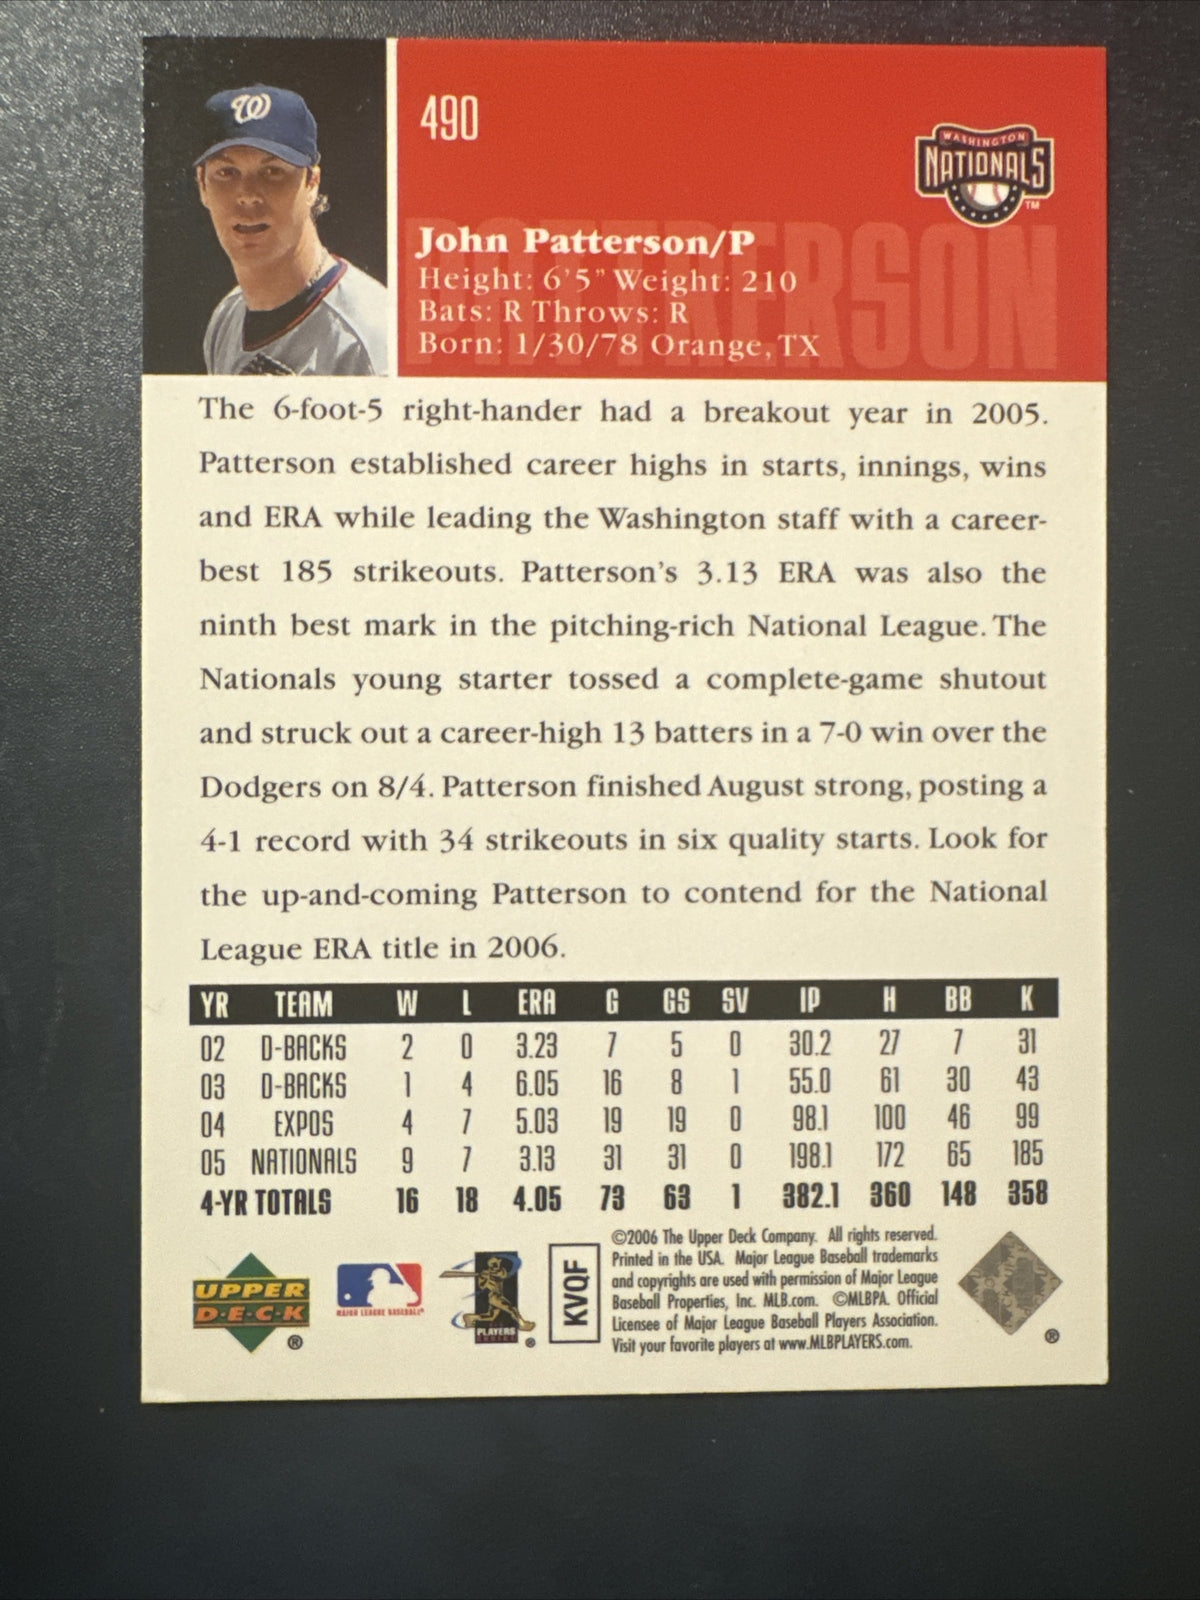 W
490
WASHINGTON
NATIONALS
TM
PATTERSON
John Patterson/P
Height: 6'5" Weight: 210
Bats: R Throws: R
Born: 1/30/78 Orange, TX
The 6-foot-5 right-hander had a breakout year in 2005.
Patterson established career highs in starts, innings, wins
and ERA while leading the Washington staff with a career-
best 185 strikeouts. Patterson's 3.13 ERA was also the
ninth best mark in the pitching-rich National League. The
Nationals young starter tossed a complete-game shutout
and struck out a career-high 13 batters in a 7-0 win over the
Dodgers on 8/4. Patterson finished August strong, posting a
4-1 record with 34 strikeouts in six quality starts. Look for
the up-and-coming Patterson to contend for the National
League ERA title in 2006.
YR TEAM W L ERA G GS SV IP H BB K
02 D-BACKS 2 0 3.23 7 5 0 30.2 27 7 31
03 D-BACKS 1 4 6.05 16 8 1 55.0 61 30 43
04 EXPOS 4 7 5.03 19 19 0 98.1 100 46 99
05 NATIONALS 9 7 3.13 31 31 0 198.1 172 65 185
4-YR TOTALS 16 18 4.05 73 63 1 382.1 360 148 358
UPPER
D·E·C·K
®
MAJOR LEAGUE BASEBALL®
PLAYERS
®
KVQF
©2006 The Upper Deck Company. All rights reserved.
Printed in the USA. Major League Baseball trademarks
and copyrights are used with permission of Major League
Baseball Properties, Inc. MLB.com. ©MLBPA. Official
Licensee of Major League Baseball Players Association.
Visit your favorite players at www.MLBPLAYERS.com.
®